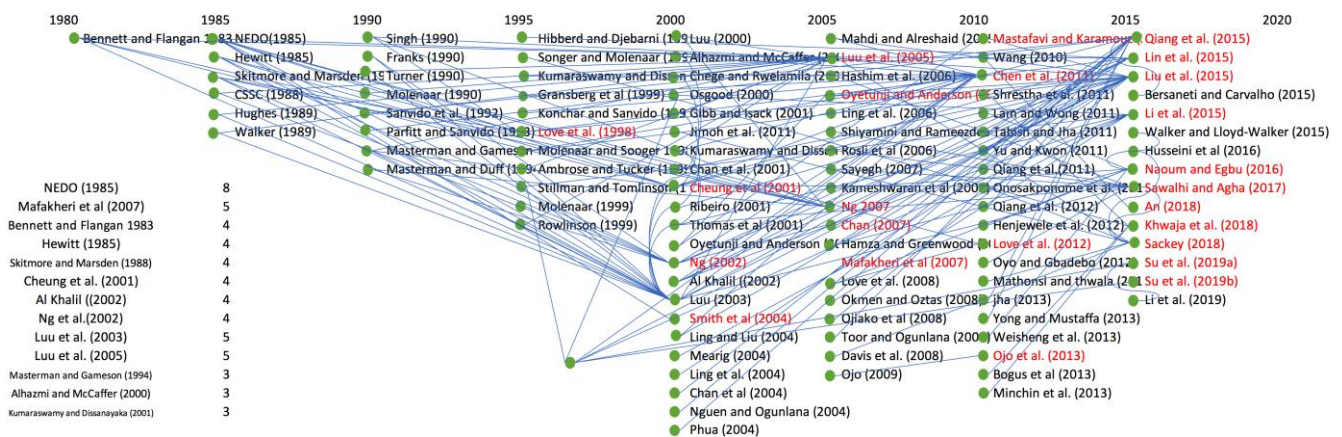 1980 1985 1990 1995 2000 2005 2010 2015 2020
Bennett and Flangan 1983
NEDO(1985)
Hewitt (1985)
Skitmore and Marsden (19
CSSC (1988)
Hughes (1989)
Walker (1989)
Singh (1990)
Franks (1990)
Turner (1990)
Molenaar (1990)
Sanvido et al. (1992)
Parfitt and Sanvido (1993)
Masterman and Gameson
Masterman and Duff (199
Hibberd and Djebarni (19
Songer and Molenaar
Kumaraswamy and Dissan
Gransberg et al (1999)
Konchar and Sanvido (199
Love et al. (1998)
Molenaar and Sooger 199
Ambrose and Tucker (199
Stillman and Tomlinson
Molenaar (1999)
Rowlinson (1999)
Luu (2000)
Alhazmi and McCaffer
Chege and Rwelamila
Osgood (2000)
Gibb and Isack (2001)
Jimoh et al. (2011)
Kumaraswamy and Dissan
Chan et al. (2001)
Cheung et al (2001)
Ribeiro (2001)
Thomas et al (2001)
Oyetunji and Anderson
Ng (2002)
Al Khalil ((2002)
Luu (2003)
Smith et al (2004)
Ling and Liu (2004)
Mearig (2004)
Ling et al. (2004)
Chan et al (2004)
Nguen and Ogunlana (2004)
Phua (2004)
Mahdi and Alreshaid
Luu et al. (2005)
Hashim et al. (2006)
Oyetunji and Anderson
Ling et al. (2006)
Shiyamini and Rameezd
Rosli et al. (2006)
Sayegh (2007)
Kameshwaran et al.
Ng 2007
Chan (2007)
Hamza and Greenwood
Mafakheri et al (2007)
Love et al. (2008)
Okmen and Oztas (2008)
Ojiako et al (2008)
Toor and Ogunlana
Davis et al. (2008)
Ojo (2009)
Mastafavi and Karamouz
Wang (2010)
Chen et al. (2011)
Shrestha et al. (2011)
Lam and Wong (2011)
Tabish and Jha (2011)
Yu and Kwon (2011)
Qiang et al.(2011)
Onosakponome et al.
Qiang et al. (2012)
Henjewele et al. (2012)
Love et al. (2012)
Oyo and Gbadebo (2012
Mathonsi and thwala
jha (2013)
Yong and Mustaffa (2013)
Weisheng et al. (2013)
Ojo et al. (2013)
Bogus et al (2013)
Minchin et al. (2013)
Qiang et al. (2015)
Lin et al. (2015)
Liu et al. (2015)
Bersaneti and Carvalho (2015)
Li et al. (2015)
Walker and Lloyd-Walker (2015)
Husseini et al (2016)
Naoum and Egbu (2016)
Sawalhi and Agha (2017)
An (2018)
Khwaja et al. (2018)
Sackey (2018)
Su et al. (2019a)
Su et al. (2019b)
Li et al. (2019)
NEDO (1985) 8
Mafakheri et al (2007) 5
Bennett and Flangan 1983 4
Hewitt (1985) 4
Skitmore and Marsden (1988) 4
Cheung et al. (2001) 4
Al Khalil ((2002) 4
Ng et al.(2002) 4
Luu et al. (2003) 5
Luu et al. (2005) 5
Masterman and Gameson (1994) 3
Alhazmi and McCaffer (2000) 3
Kumaraswamy and Dissanayaka (2001) 3